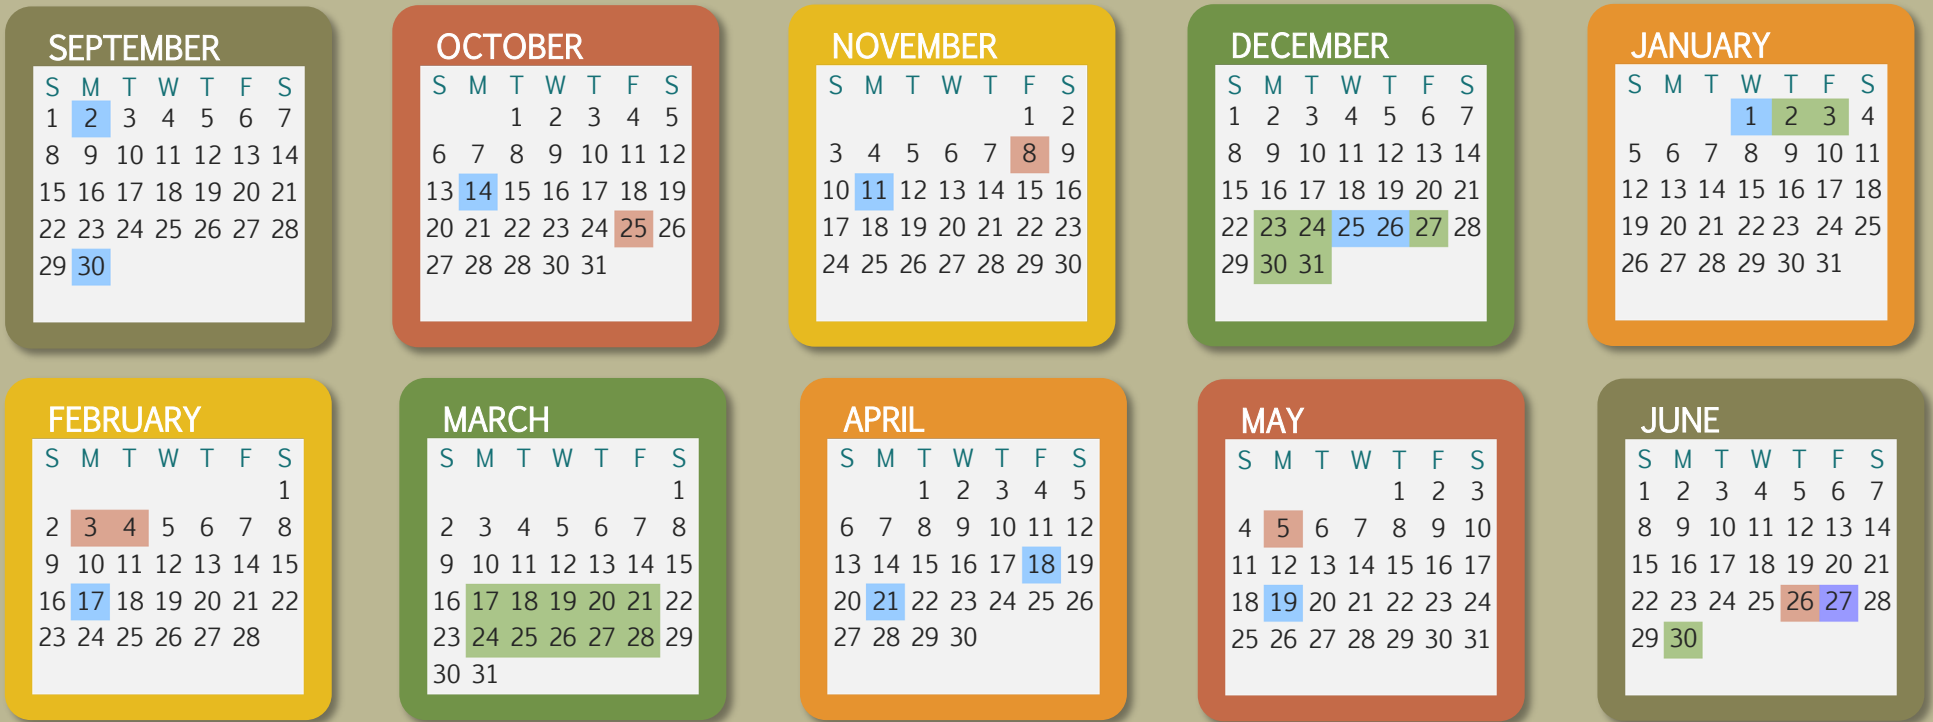 SEPTEMBER
S M T W T F S
1 2 3 4 5 6 7
8 9 10 11 12 13 14
15 16 17 18 19 20 21
22 23 24 25 26 27 28
29 30
OCTOBER
S M T W T F S
1 2 3 4 5
6 7 8 9 10 11 12
13 14 15 16 17 18 19
20 21 22 23 24 25 26
27 28 28 30 31
NOVEMBER
S M T W T F S
1 2
3 4 5 6 7 8 9
10 11 12 13 14 15 16
17 18 19 20 21 22 23
24 25 26 27 28 29 30
DECEMBER
S M T W T F S
1 2 3 4 5 6 7
8 9 10 11 12 13 14
15 16 17 18 19 20 21
22 23 24 25 26 27 28
29 30 31
JANUARY
S M T W T F S
1 2 3 4
5 6 7 8 9 10 11
12 13 14 15 16 17 18
19 20 21 22 23 24 25
26 27 28 29 30 31
FEBRUARY
S M T W T F S
1
2 3 4 5 6 7 8
9 10 11 12 13 14 15
16 17 18 19 20 21 22
23 24 25 26 27 28
MARCH
S M T W T F S
1
2 3 4 5 6 7 8
9 10 11 12 13 14 15
16 17 18 19 20 21 22
23 24 25 26 27 28 29
30 31
APRIL
S M T W T F S
1 2 3 4 5
6 7 8 9 10 11 12
13 14 15 16 17 18 19
20 21 22 23 24 25 26
27 28 29 30
MAY
S M T W T F S
1 2 3
4 5 6 7 8 9 10
11 12 13 14 15 16 17
18 19 20 21 22 23 24
25 26 27 28 29 30 31
JUNE
S M T W T F S
1 2 3 4 5 6 7
8 9 10 11 12 13 14
15 16 17 18 19 20 21
22 23 24 25 26 27 28
29 30